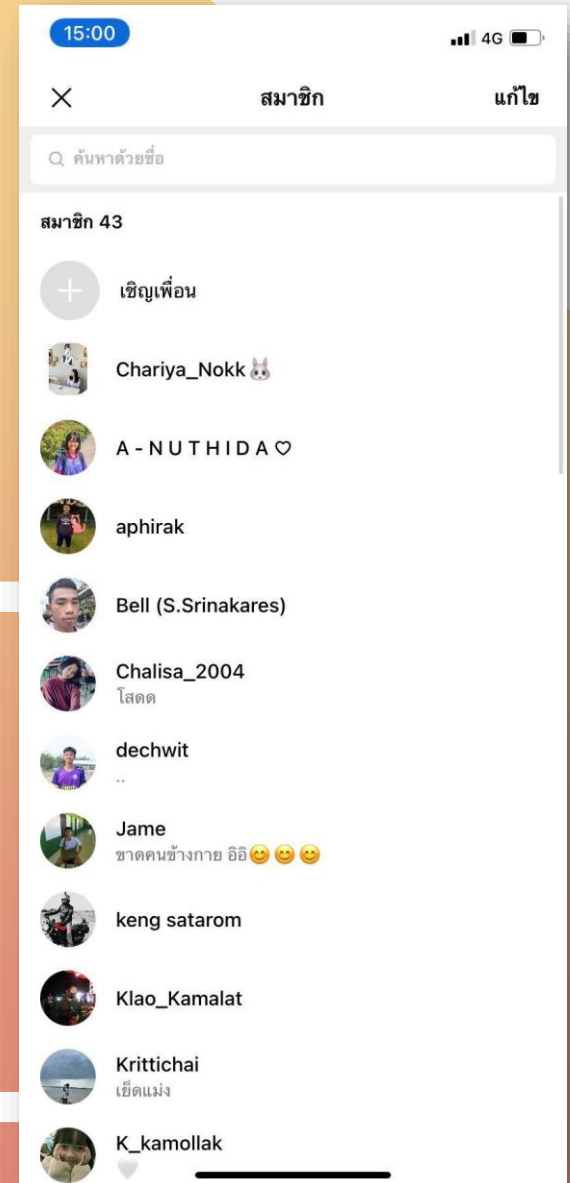 15:00
4G
สมาชิก
แก้ไข
ค้นหาด้วยชื่อ
สมาชิก 43
เชิญเพื่อน
Chariya_Nokk🐰
A - N U T H I D A ♡
aphirak
Bell (S.Srinakares)
Chalisa_2004
โสดด
dechwit
..
Jame
ขาดคนข้างกาย อิอิ😊😊😊
keng satarom
Klao_Kamalat
Krittichai
เย็ดแม่ง
K_kamollak
🤍